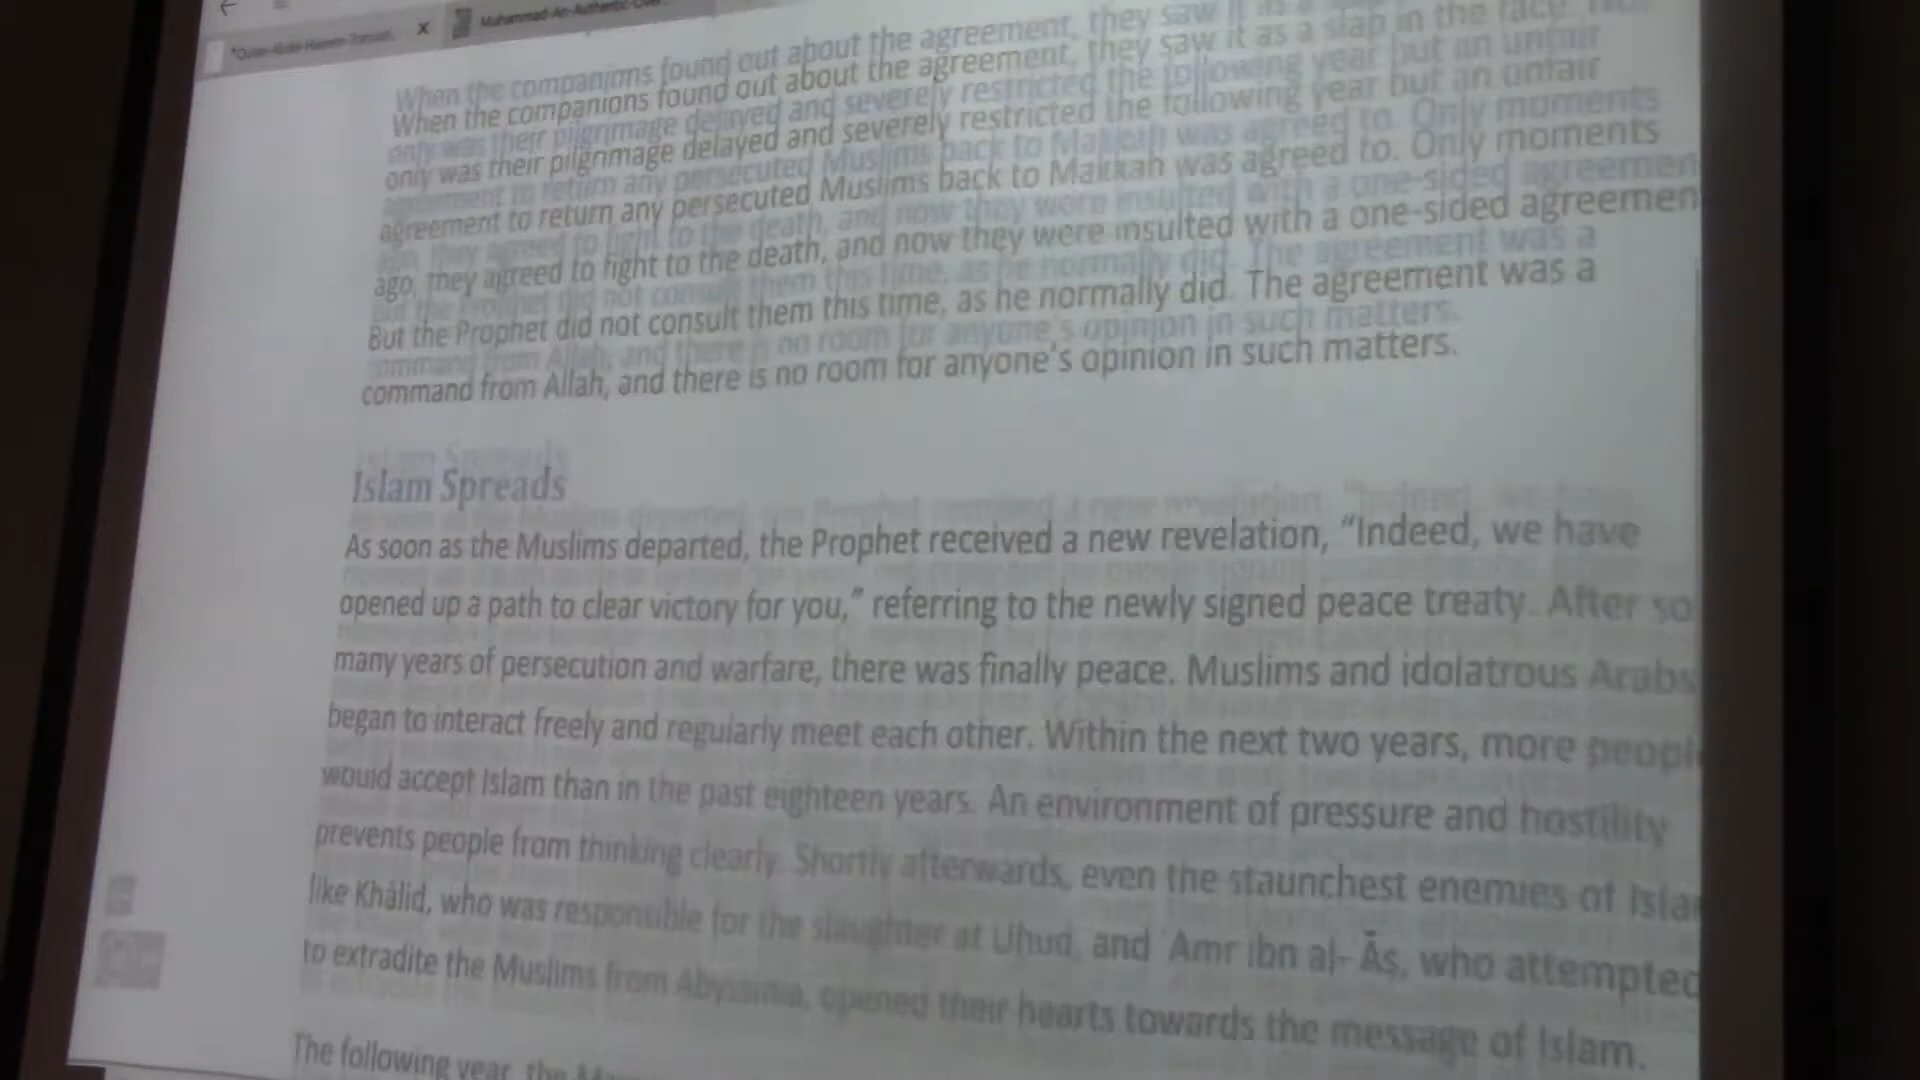 Muhammad-An-Authentic-Over
When the companions found out about the agreement, they saw it as a slap in the face. Not
only was their pilgrimage delayed and severely restricted the following year but an unfair
agreement to return any persecuted Muslims back to Makkah was agreed to. Only moments
ago, they agreed to fight to the death, and now they were insulted with a one-sided agreemen
But the Prophet did not consult them this time, as he normally did. The agreement was a
command from Allah, and there is no room for anyone's opinion in such matters.
Islam Spreads
As soon as the Muslims departed, the Prophet received a new revelation, “Indeed, we have
opened up a path to clear victory for you,” referring to the newly signed peace treaty. After so
many years of persecution and warfare, there was finally peace. Muslims and idolatrous Arabs
began to interact freely and regularly meet each other. Within the next two years, more peopl
would accept Islam than in the past eighteen years. An environment of pressure and hostility
prevents people from thinking clearly. Shortly afterwards, even the staunchest enemies of Isla
like Khālid, who was responsible for the slaughter at Uḥud, and ʿAmr ibn al-ʿĀṣ, who attempted
to extradite the Muslims from Abyssinia, opened their hearts towards the message of Islam.
The following year, the